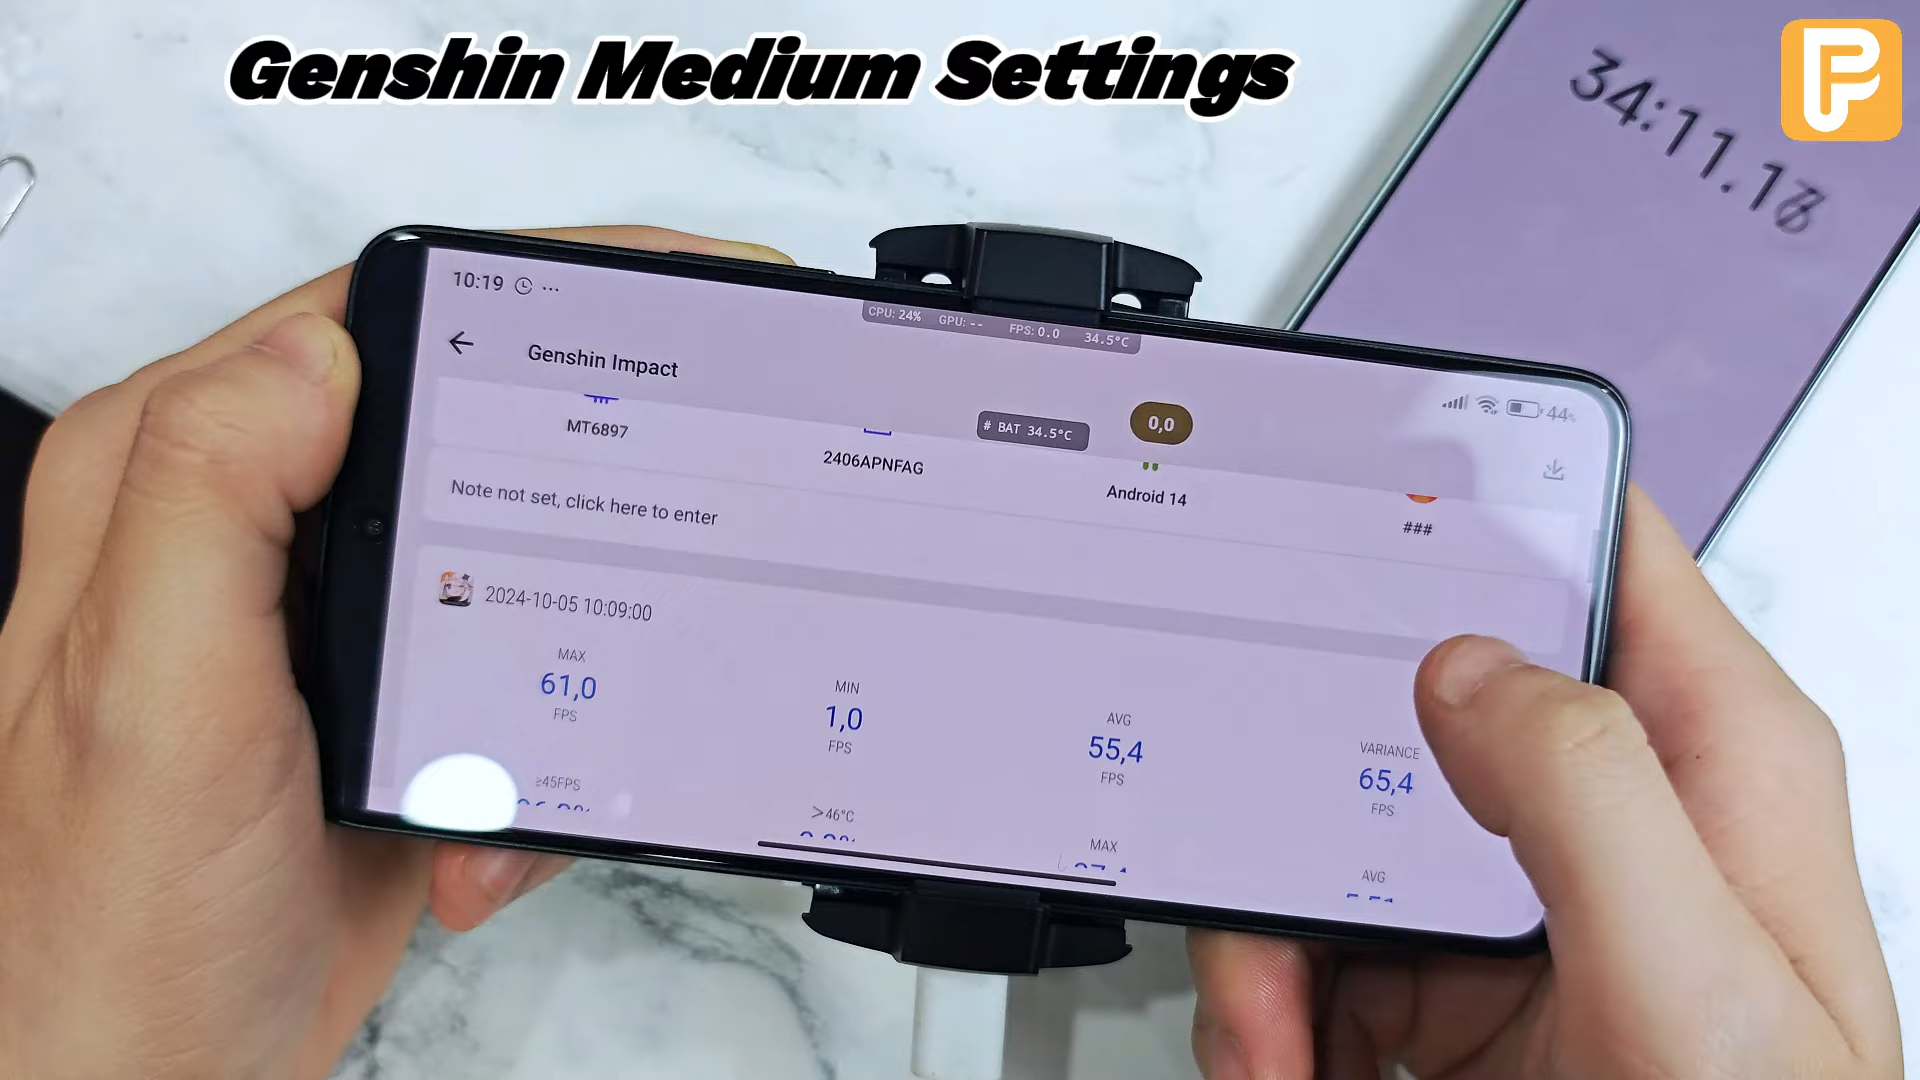 Genshin Medium Settings
34:11.1
10:19 ...
CPU: 24% GPU: -- FPS: 0.0 34.5°C
Genshin Impact
44%
# BAT 34.5°C
0,0
MT6897
2406APNFAG
Android 14
###
Note not set, click here to enter
2024-10-05 10:09:00
MAX
61,0
FPS
MIN
1,0
FPS
AVG
55,4
FPS
VARIANCE
65,4
FPS
≥45FPS
>46°C
MAX
AVG